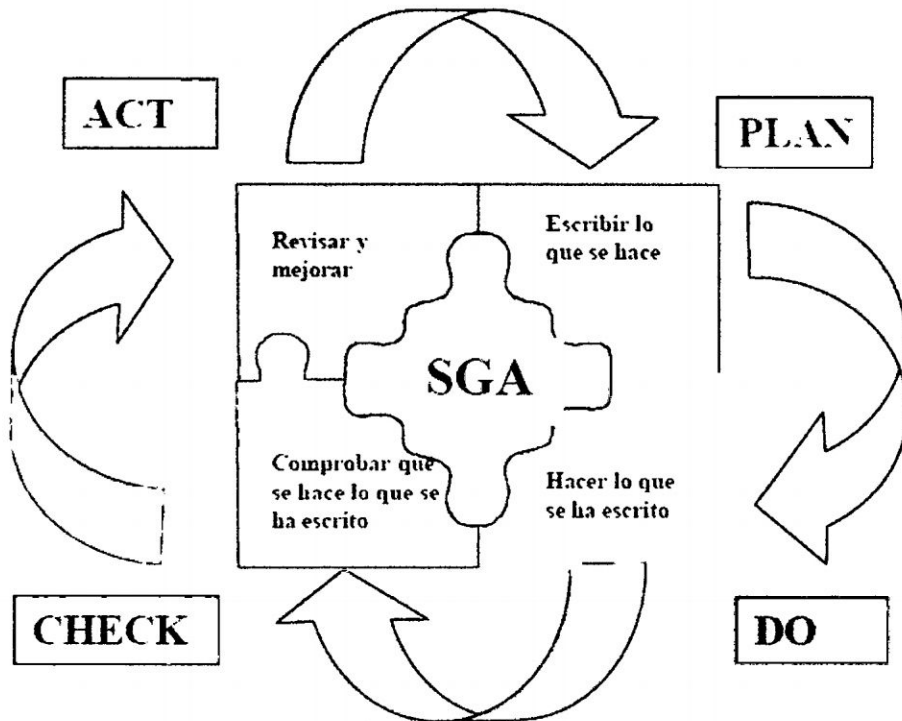 ACT
PLAN
Revisar y
mejorar
Escribir lo
que se hace
SGA
Comprobar que
se hace lo que se
ha escrito
Hacer lo que
se ha escrito
CHECK
DO